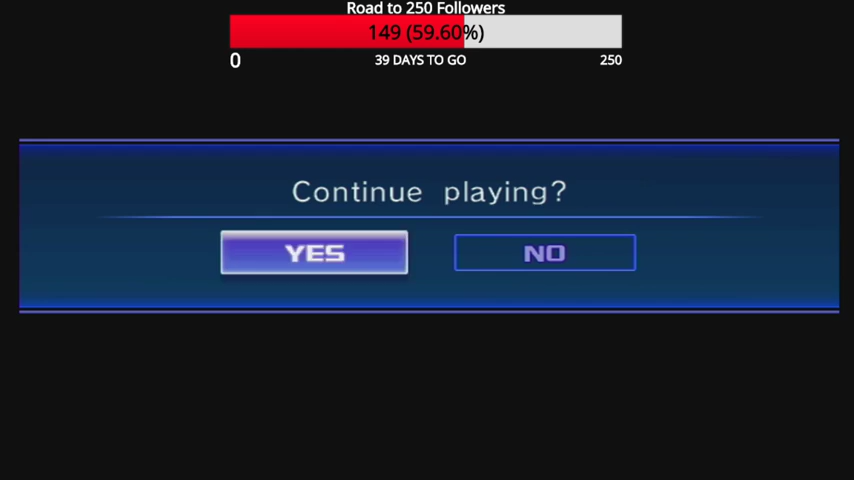 Road to 250 Followers
149 (59.60%)
0 39 DAYS TO GO 250
Continue playing?
YES NO